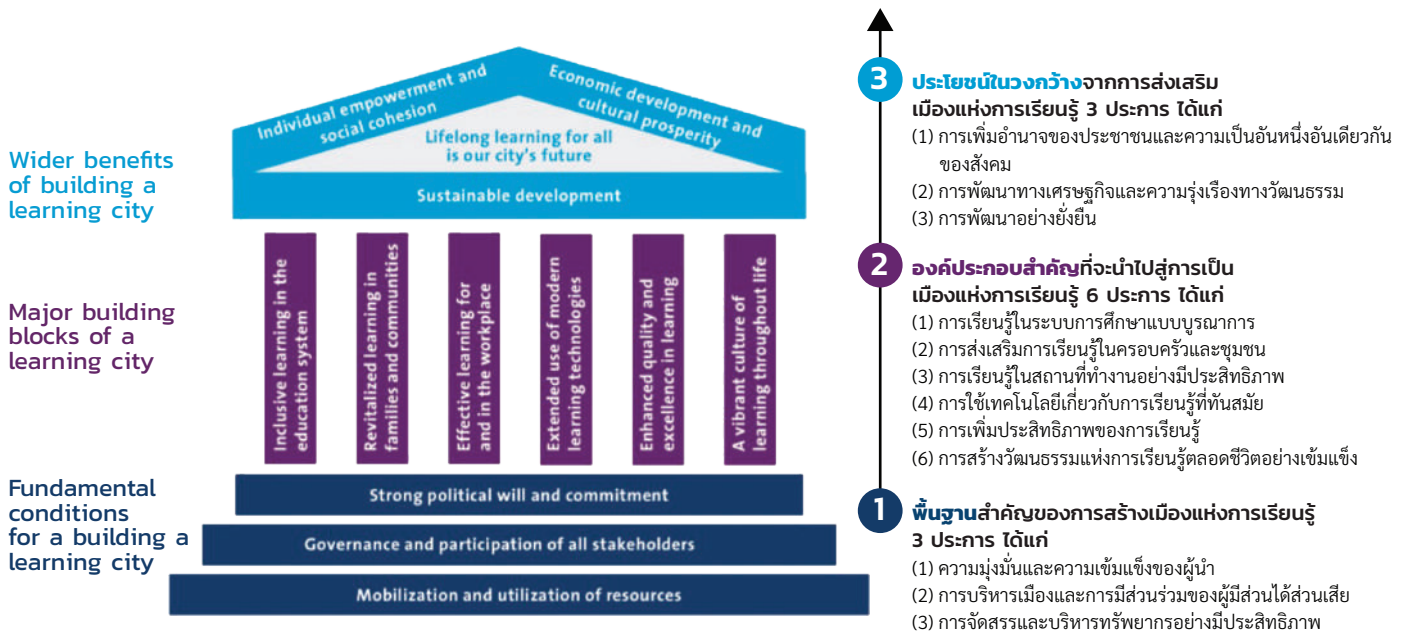 Wider benefits
of building a
learning city
Individual empowerment and
social cohesion
Economic development and
cultural prosperity
Lifelong learning for all
is our city's future
Sustainable development
Major building
blocks of a
learning city
Inclusive learning in the
education system
Revitalized learning in
families and communities
Effective learning for
and in the workplace
Extended use of modern
learning technologies
Enhanced quality and
excellence in learning
A vibrant culture of
learning throughout life
Fundamental
conditions
for a building a
learning city
Strong political will and commitment
Governance and participation of all stakeholders
Mobilization and utilization of resources
3
ประโยชน์ในวงกว้างจากการส่งเสริม
เมืองแห่งการเรียนรู้ 3 ประการ ได้แก่
(1) การเพิ่มอำนาจของประชาชนและความเป็นอันหนึ่งอันเดียวกัน
ของสังคม
(2) การพัฒนาทางเศรษฐกิจและความรุ่งเรืองทางวัฒนธรรม
(3) การพัฒนาอย่างยั่งยืน
2
องค์ประกอบสำคัญที่จะนำไปสู่การเป็น
เมืองแห่งการเรียนรู้ 6 ประการ ได้แก่
(1) การเรียนรู้ในระบบการศึกษาแบบบูรณาการ
(2) การส่งเสริมการเรียนรู้ในครอบครัวและชุมชน
(3) การเรียนรู้ในสถานที่ทำงานอย่างมีประสิทธิภาพ
(4) การใช้เทคโนโลยีเกี่ยวกับการเรียนรู้ที่ทันสมัย
(5) การเพิ่มประสิทธิภาพของการเรียนรู้
(6) การสร้างวัฒนธรรมแห่งการเรียนรู้ตลอดชีวิตอย่างเข้มแข็ง
1
พื้นฐานสำคัญของการสร้างเมืองแห่งการเรียนรู้
3 ประการ ได้แก่
(1) ความมุ่งมั่นและความเข้มแข็งของผู้นำ
(2) การบริหารเมืองและการมีส่วนร่วมของผู้มีส่วนได้ส่วนเสีย
(3) การจัดสรรและบริหารทรัพยากรอย่างมีประสิทธิภาพ